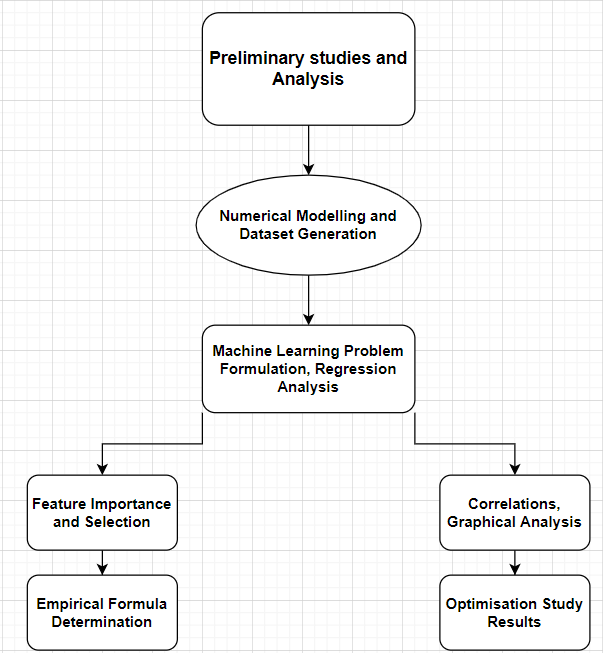 Preliminary studies and
Analysis
Numerical Modelling and
Dataset Generation
Machine Learning Problem
Formulation, Regression
Analysis
Feature Importance
and Selection
Correlations,
Graphical Analysis
Empirical Formula
Determination
Optimisation Study
Results